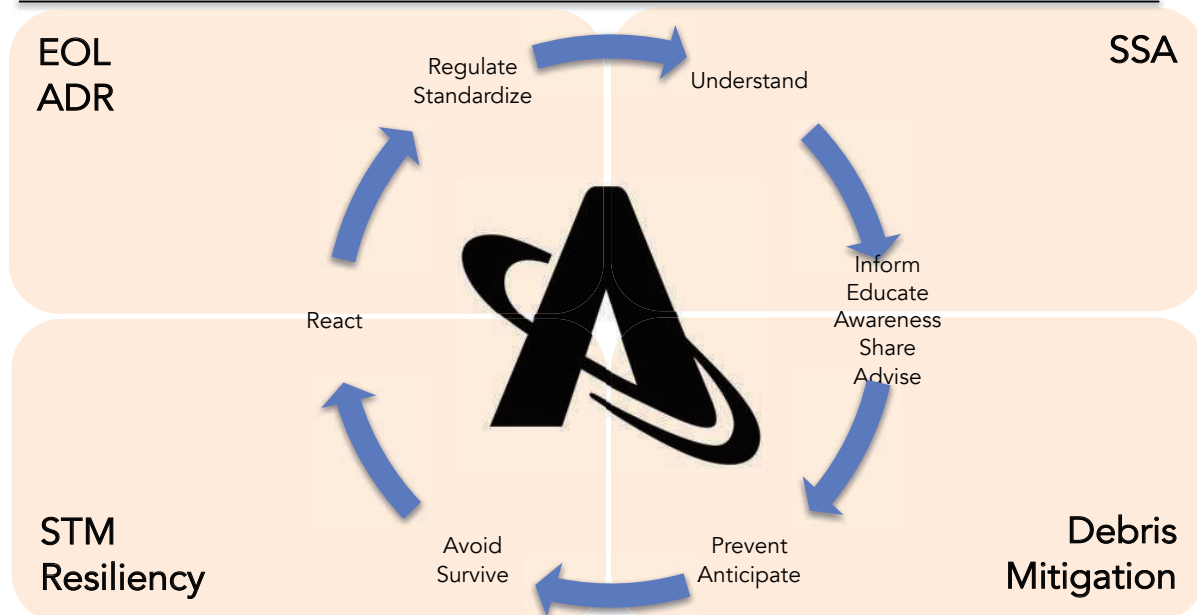 EOL
ADR
SSA
Regulate
Standardize
Understand
Inform
Educate
Awareness
Share
Advise
React
STM
Resiliency
Avoid
Survive
Prevent
Anticipate
Debris
Mitigation